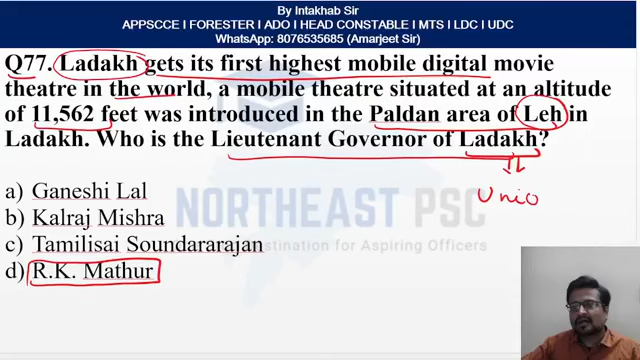 By Intakhab Sir
APPSCCE I FORESTER I ADO I HEAD CONSTABLE I MTS I LDC I UDC
WhatsApp: 8076535685 (Amarjeet Sir)
Q77. Ladakh gets its first highest mobile digital movie
theatre in the world, a mobile theatre situated at an altitude
of 11,562 feet was introduced in the Paldan area of Leh in
Ladakh. Who is the Lieutenant Governor of Ladakh?
Unio
a) Ganeshi Lal
b) Kalraj Mishra
c) Tamilisai Soundararajan
d) R.K. Mathur
NORTHEAST PSC
estination for Aspiring Officers